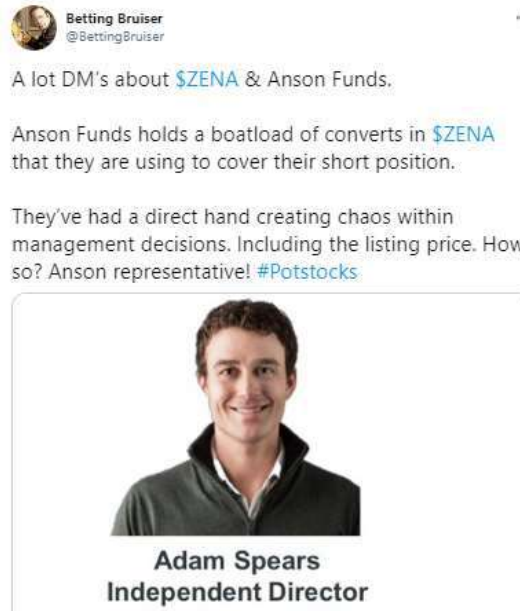 Betting Bruiser
@BettingBruiser
A lot DM's about $ZENA & Anson Funds.
Anson Funds holds a boatload of converts in $ZENA
that they are using to cover their short position.
They've had a direct hand creating chaos within
management decisions. Including the listing price. How
so? Anson representative! #Potstocks
Adam Spears
Independent Director